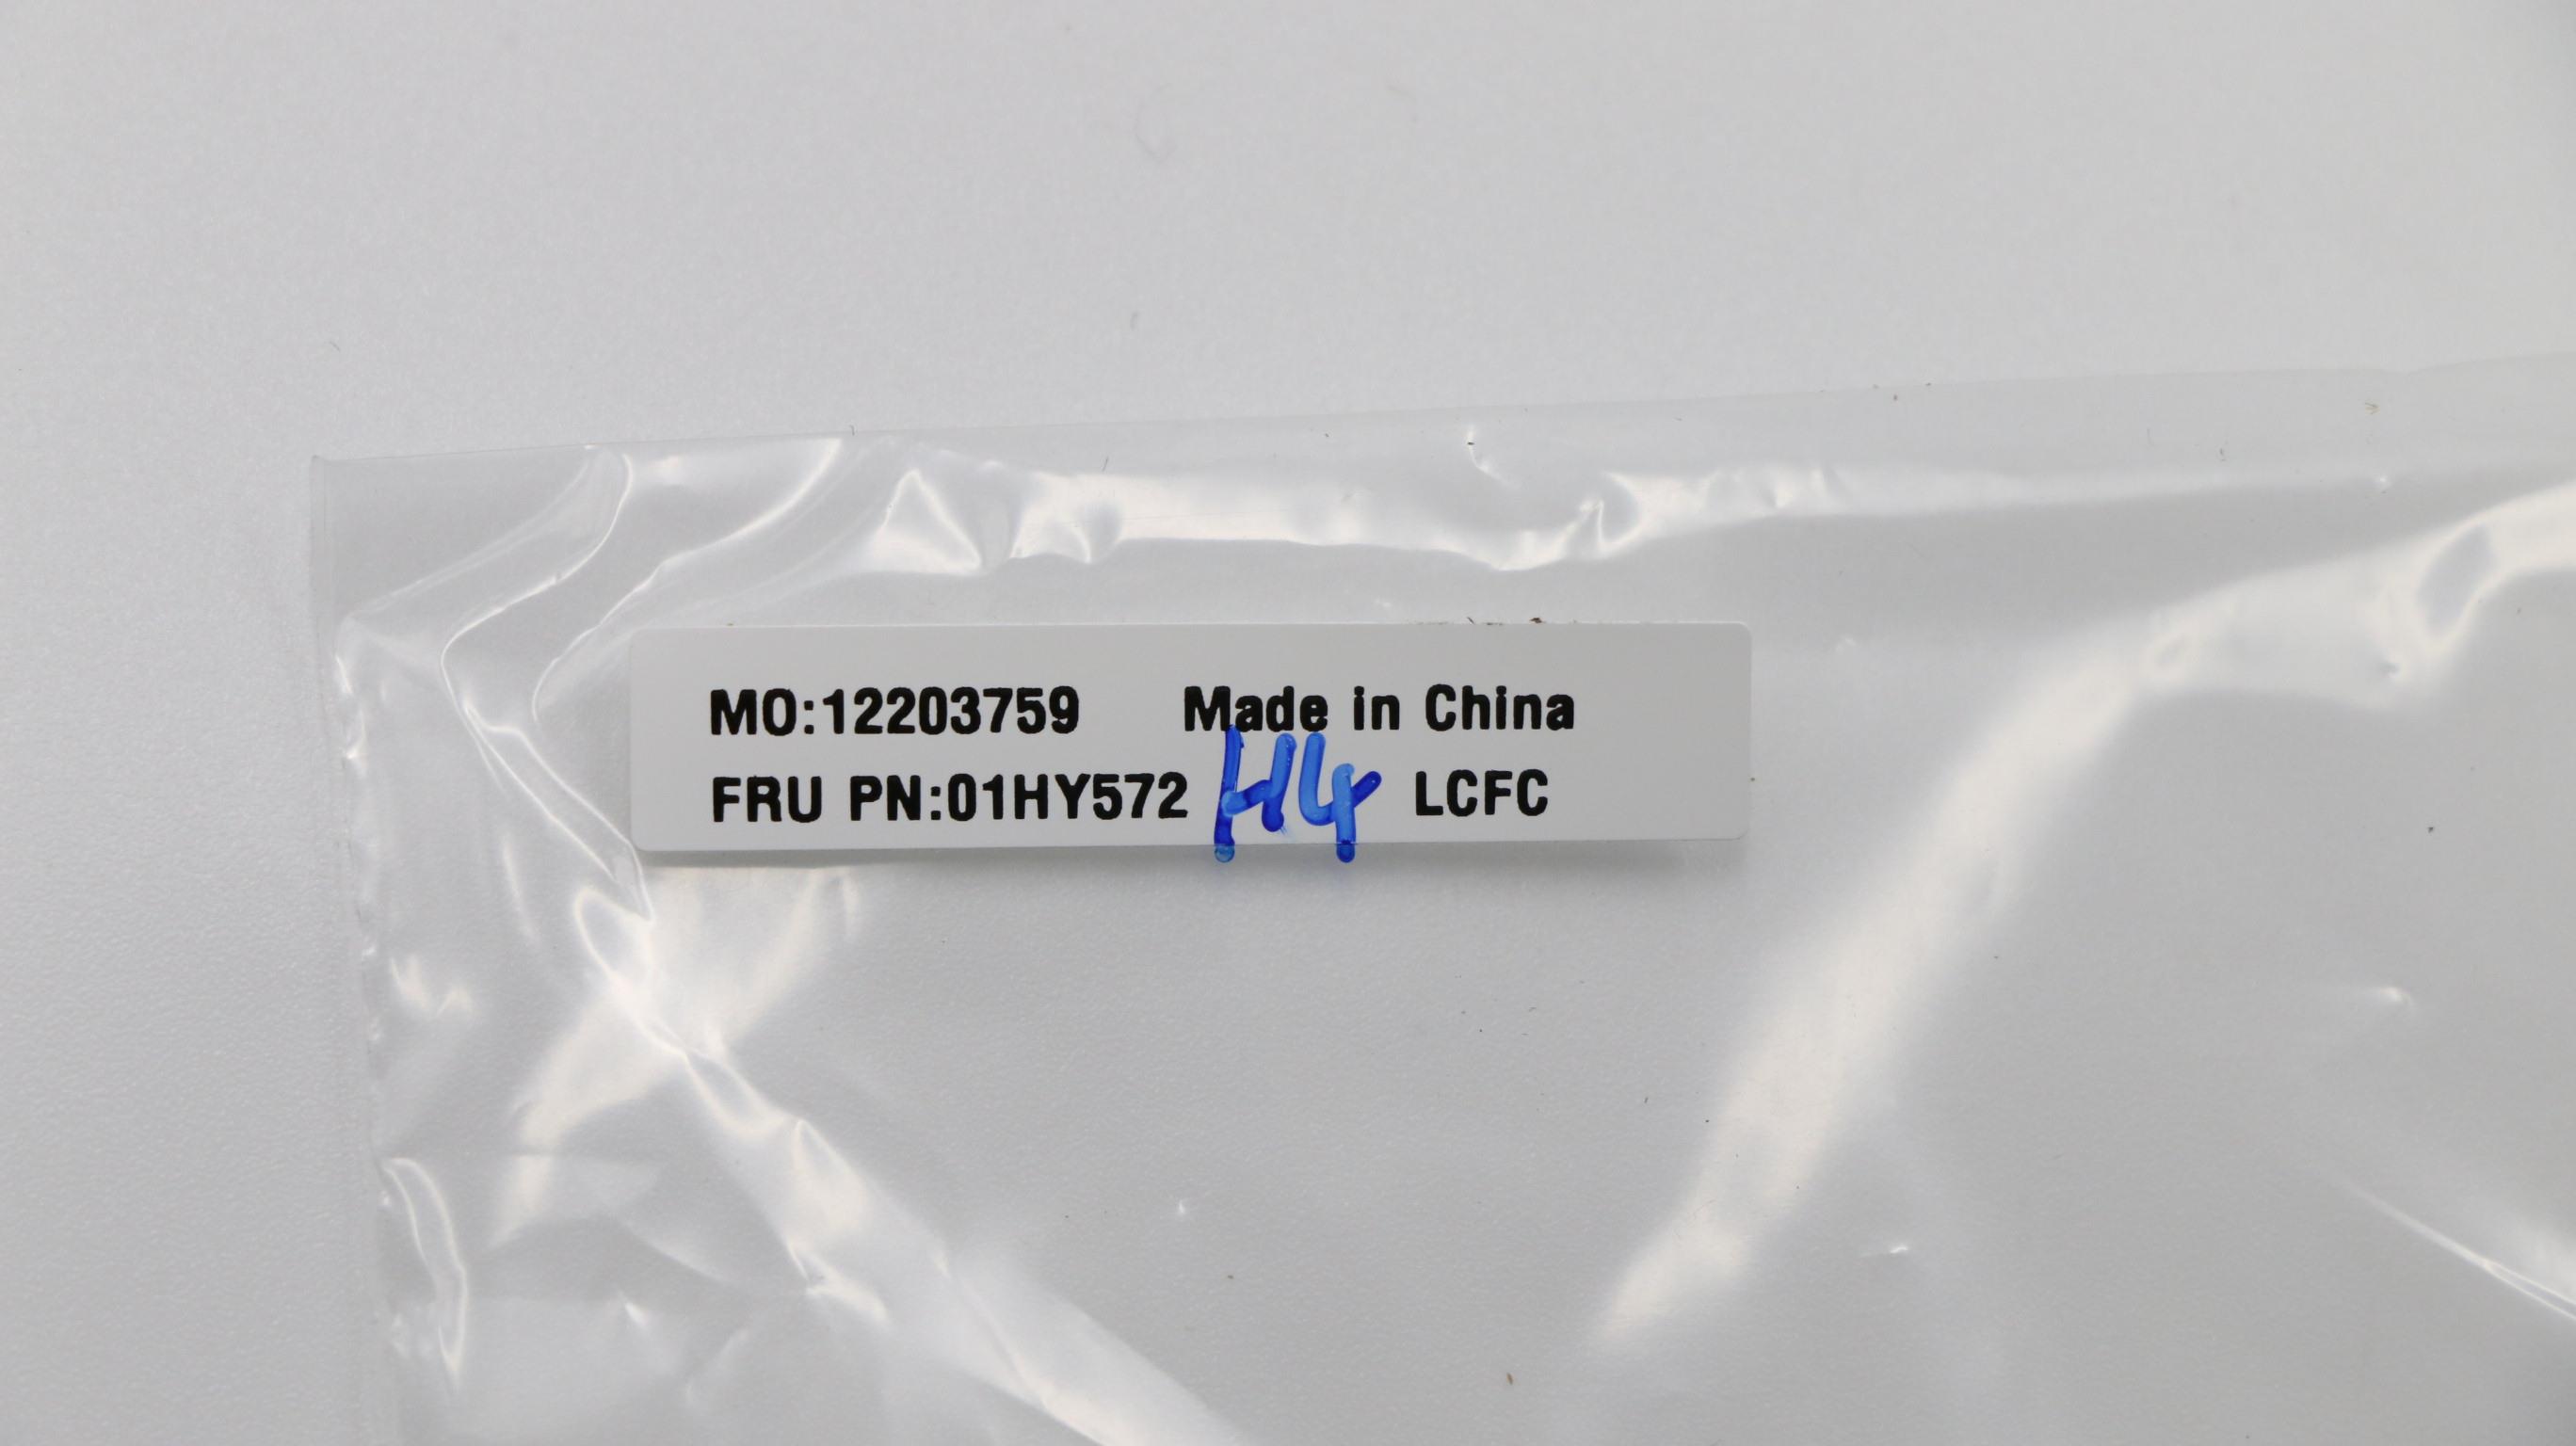 MO:12203759 Made in China
FRU PN:01HY572 H4 LCFC